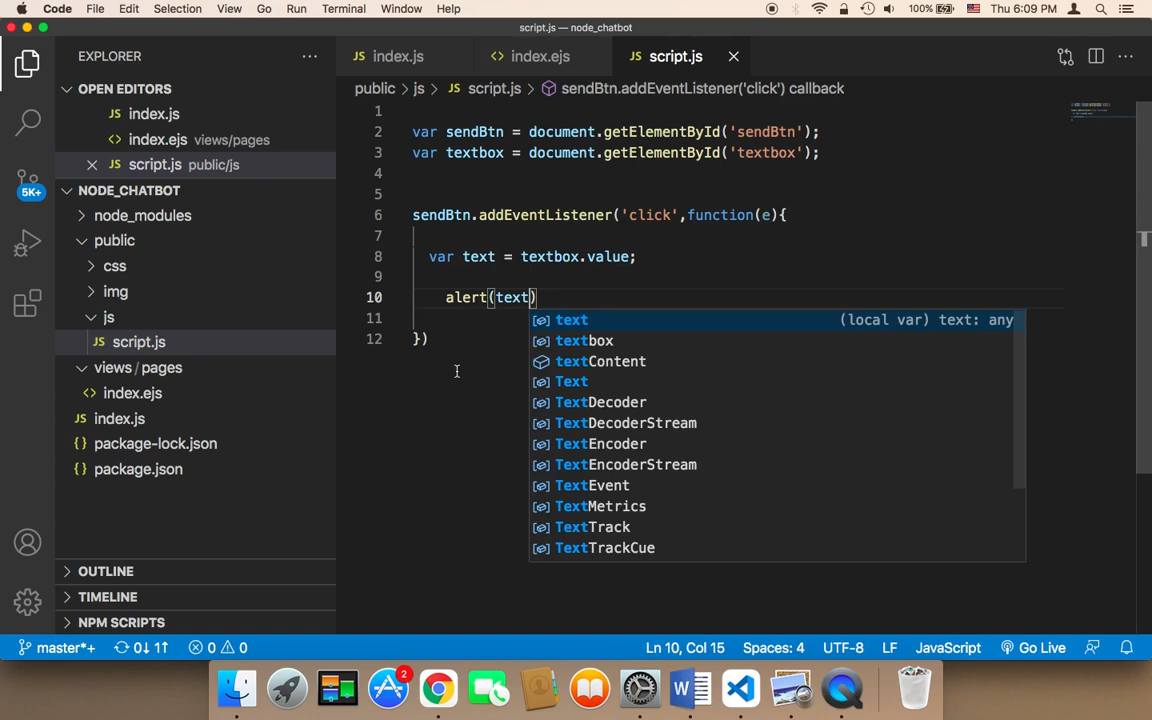 Code File Edit Selection View Go Run Terminal Window Help 100% Thu 6:09 PM
script.js — node_chatbot
EXPLORER
JS index.js <> index.ejs JS script.js
OPEN EDITORS
public > js > JS script.js > sendBtn.addEventListener('click') callback
JS index.js
<> index.ejs views/pages
JS script.js public/js
5K+
NODE_CHATBOT
node_modules
public
css
img
js
JS script.js
views/pages
<> index.ejs
JS index.js
{} package-lock.json
{} package.json
OUTLINE
TIMELINE
NPM SCRIPTS
1
2 var sendBtn = document.getElementById('sendBtn');
3 var textbox = document.getElementById('textbox');
4
5
6 sendBtn.addEventListener('click',function(e){
7
8 var text = textbox.value;
9
10 alert(text)
11
12 })
text (local var) text: any
textbox
textContent
Text
TextDecoder
TextDecoderStream
TextEncoder
TextEncoderStream
TextEvent
TextMetrics
TextTrack
TextTrackCue
master*+ 0↓ 1↑ 0 0 Ln 10, Col 15 Spaces: 4 UTF-8 LF JavaScript Go Live
2